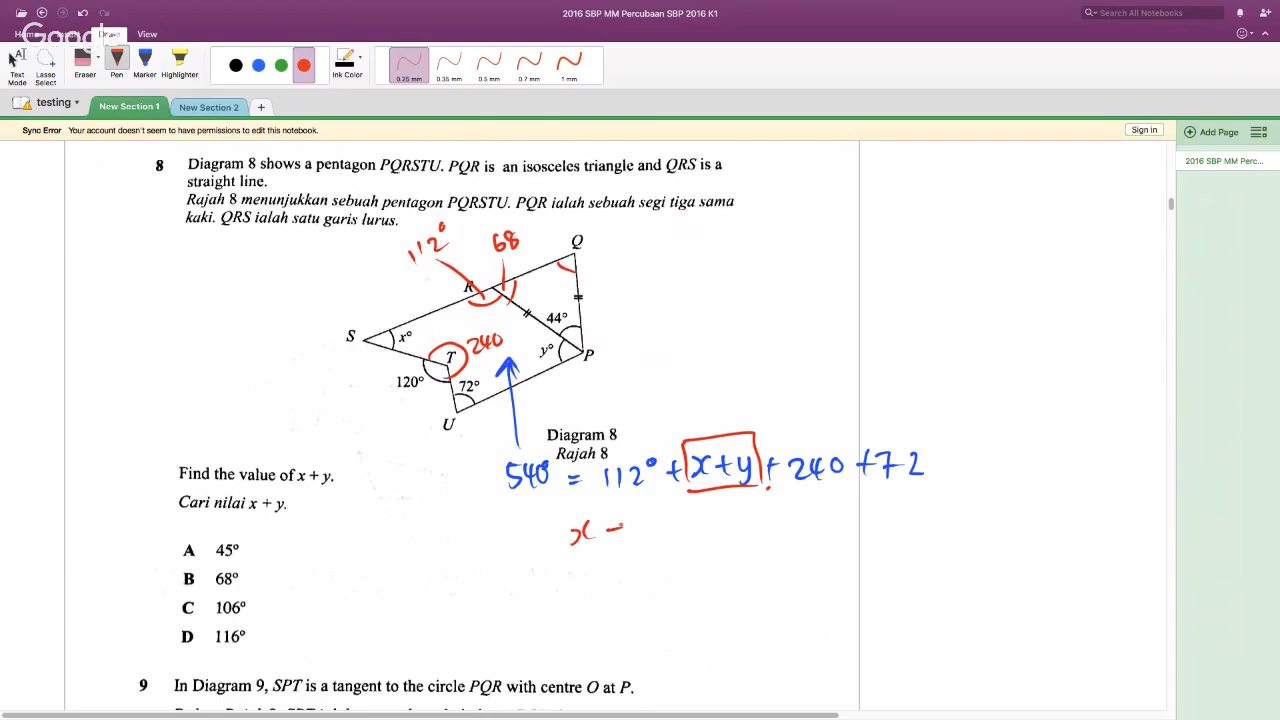 2016 SBP MM Percubaan SBP 2016 K1
Search All Notebooks
Home Insert Draw View
Text Mode
Lasso Select
Eraser
Pen
Marker
Highlighter
Ink Color
0.25 mm
0.35 mm
0.5 mm
0.7 mm
1 mm
testing
New Section 1
New Section 2
+
Add Page
Sync Error Your account doesn't seem to have permissions to edit this notebook.
Sign in
2016 SBP MM Perc...
8 Diagram 8 shows a pentagon PQRSTU. PQR is an isosceles triangle and QRS is a
straight line.
Rajah 8 menunjukkan sebuah pentagon PQRSTU. PQR ialah sebuah segi tiga sama
kaki. QRS ialah satu garis lurus.
112°
68
Q
R
44°
S
x°
240
T
y°
P
120°
72°
U
Diagram 8
Rajah 8
540° = 112° + x + y + 240 + 72
Find the value of x + y.
Cari nilai x + y.
x -
A 45°
B 68°
C 106°
D 116°
9 In Diagram 9, SPT is a tangent to the circle PQR with centre O at P.